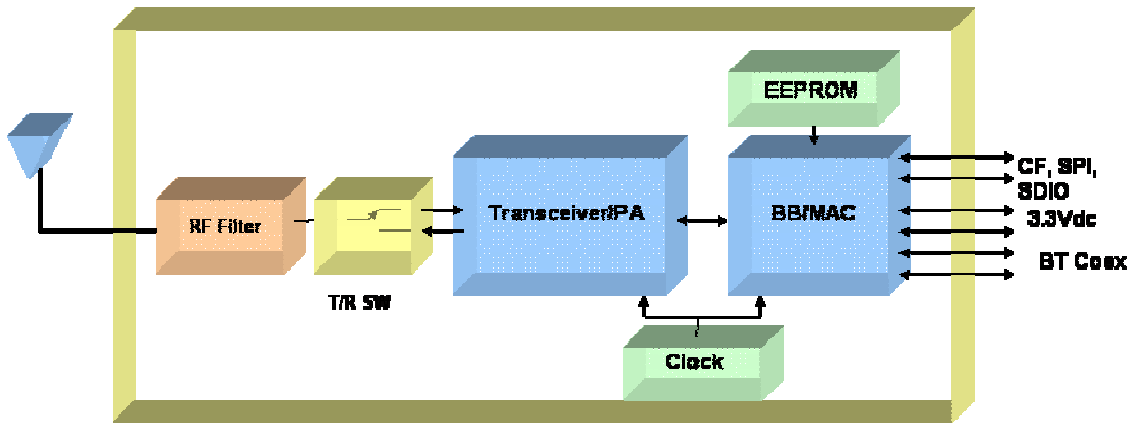 EEPROM
CF, SPI,
SDIO
3.3Vdc
BT Coex
RF Filter
Transceiver/PA
BB/MAC
T/R SW
Clock